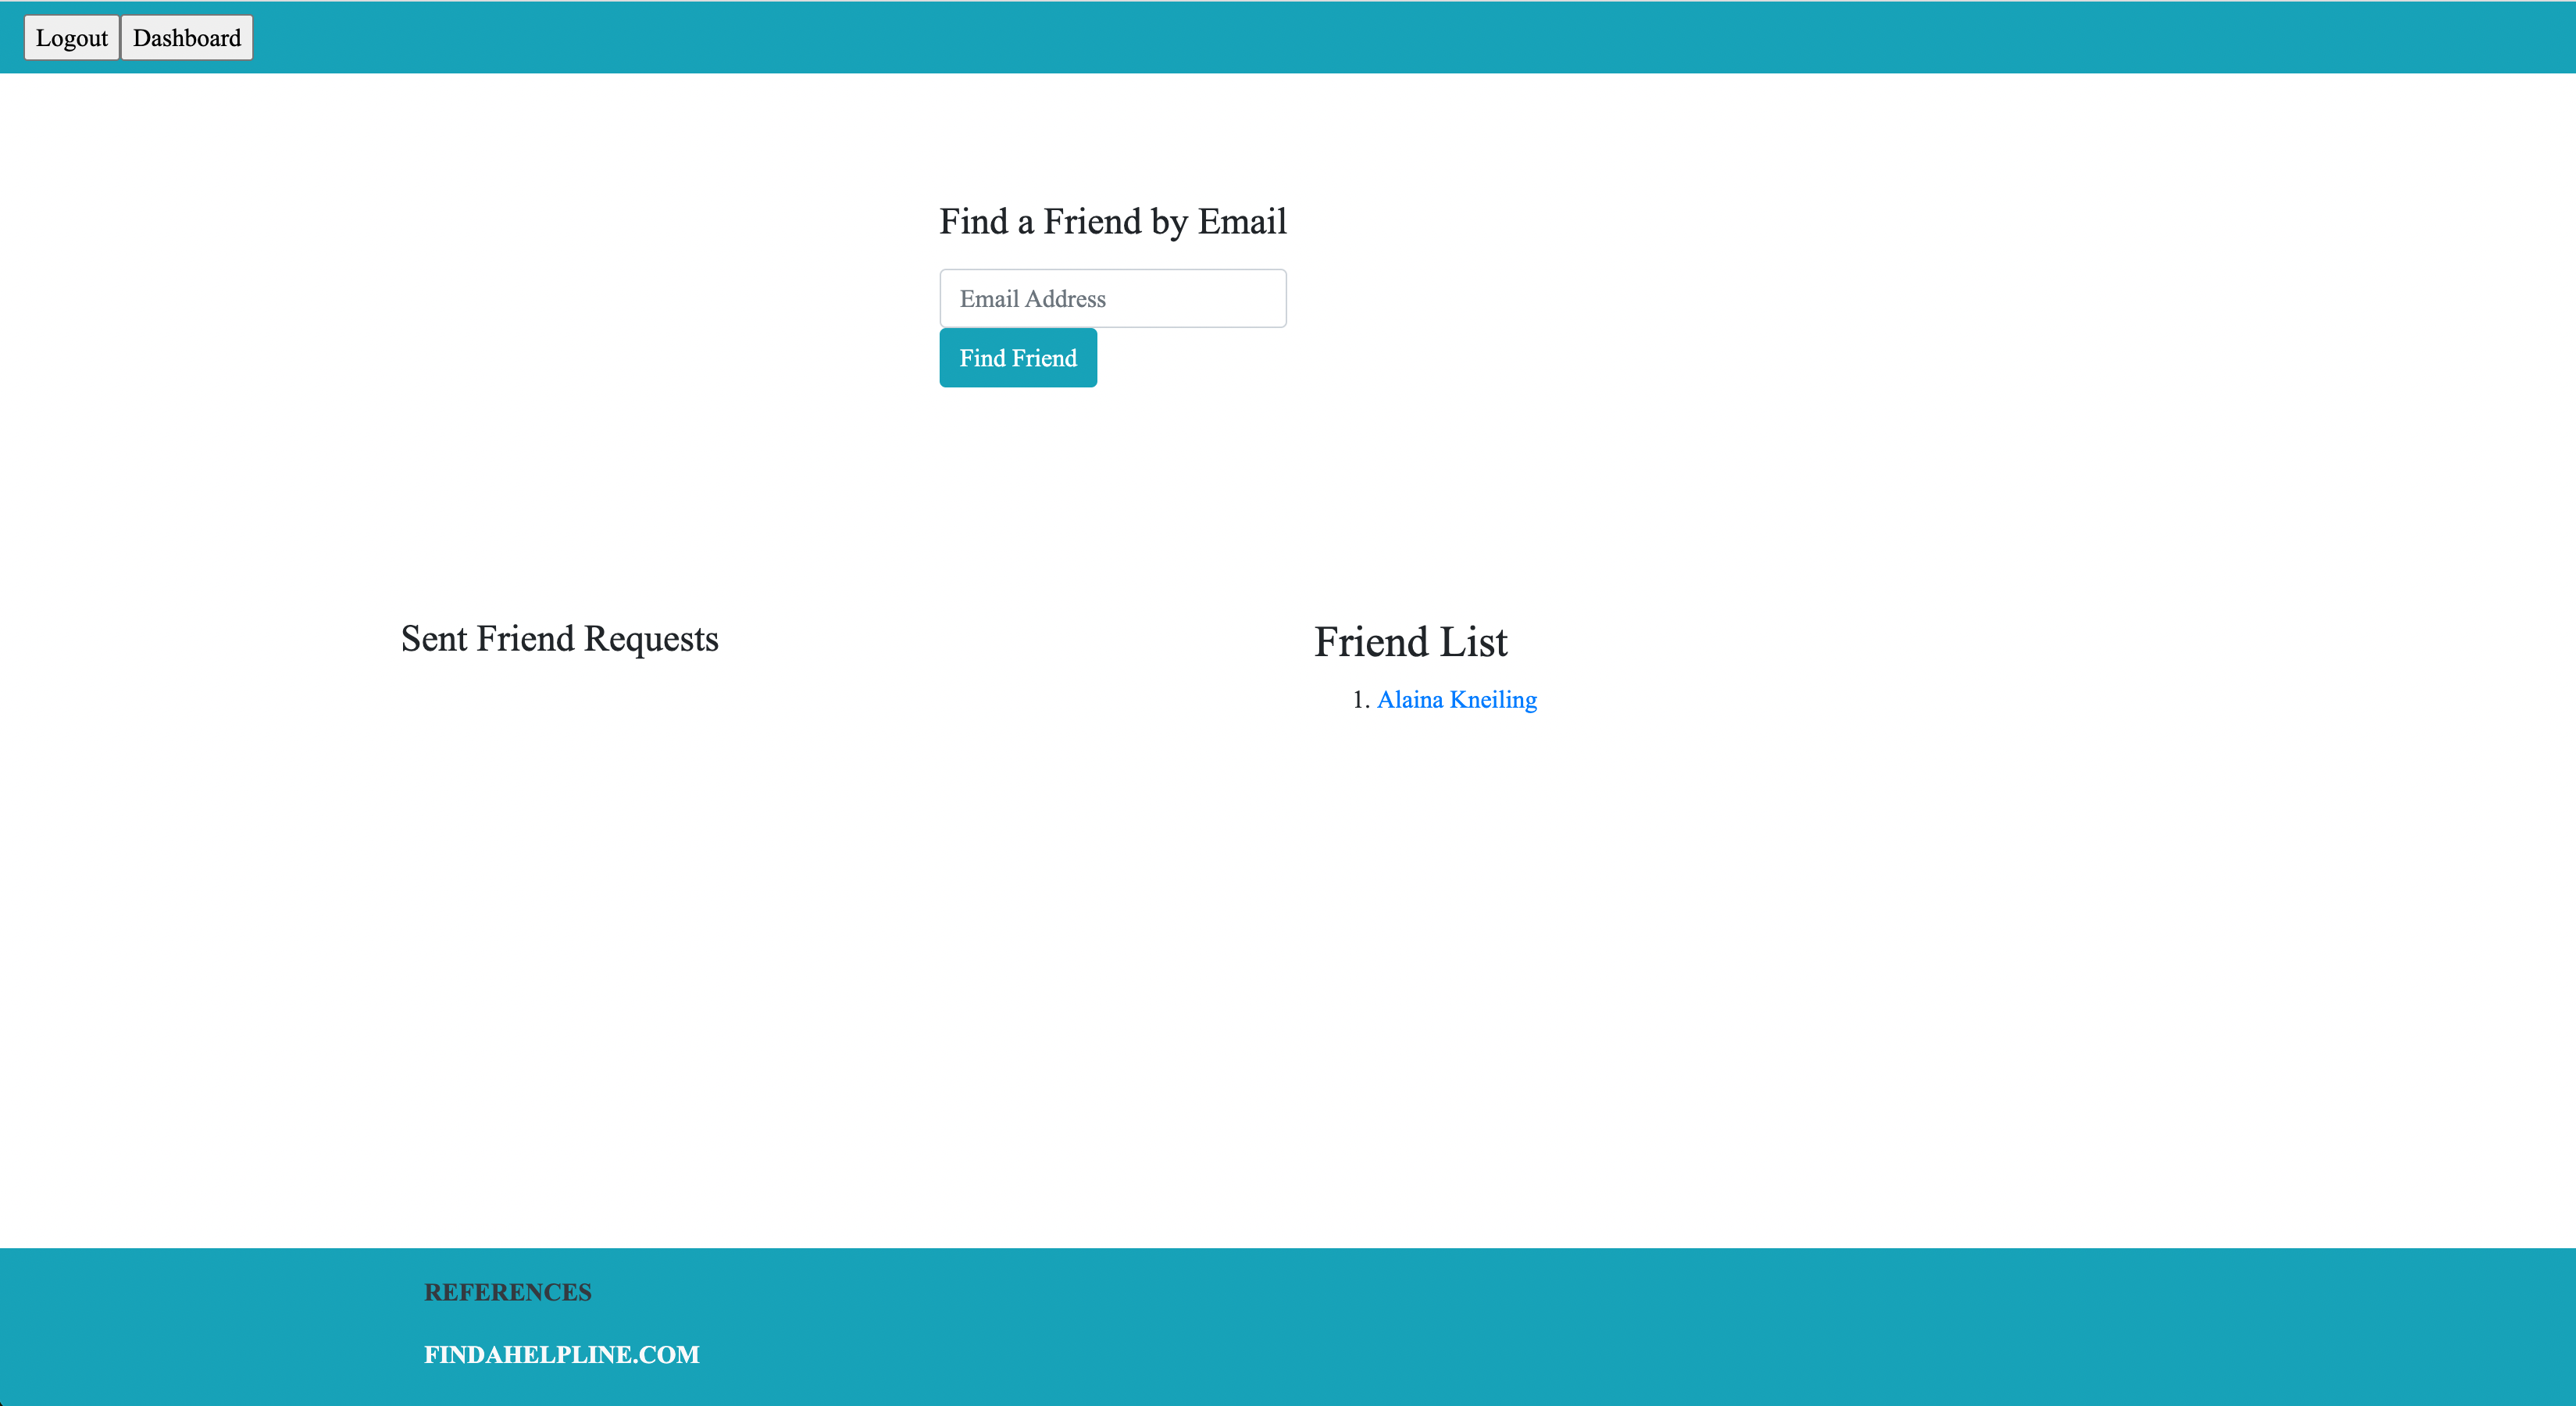 Logout Dashboard
Find a Friend by Email
Email Address
Find Friend
Sent Friend Requests
Friend List
1. Alaina Kneiling
REFERENCES
FINDAHELPLINE.COM